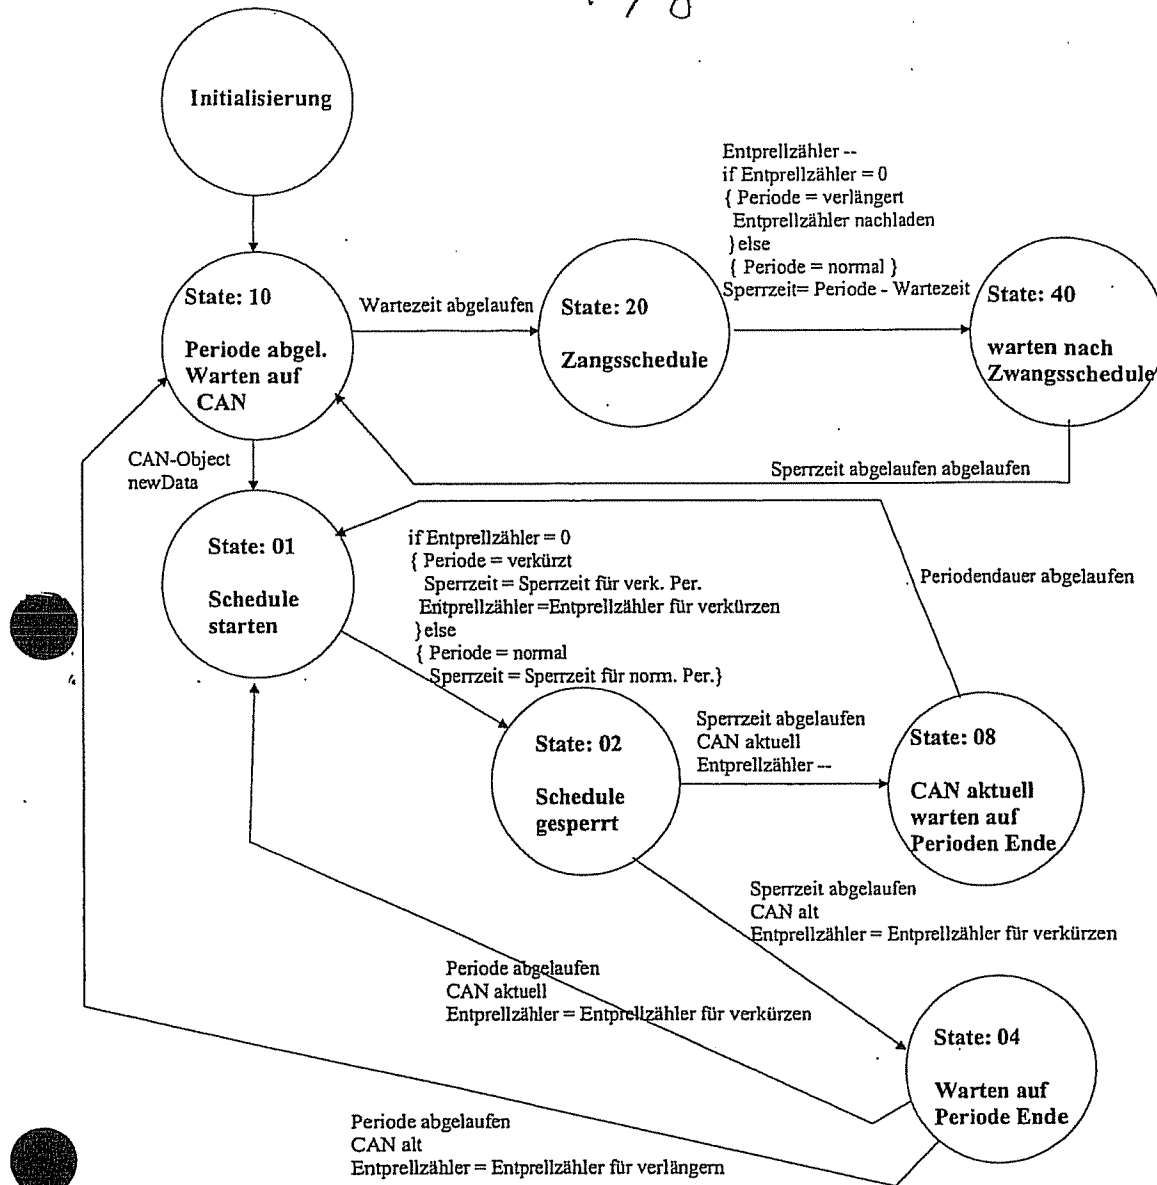 Initialisierung
Entprellzähler --
if Entprellzähler = 0
{ Periode = verlängert
Entprellzähler nachladen
}else
{ Periode = normal }
Sperrzeit= Periode - Wartezeit
State: 10
Periode abgel.
Warten auf
CAN
Wartezeit abgelaufen
State: 20
Zangsschedule
State: 40
warten nach
Zwangsschedule
CAN-Object
newData
Sperrzeit abgelaufen abgelaufen
State: 01
Schedule
starten
if Entprellzähler = 0
{ Periode = verkürzt
Sperrzeit = Sperrzeit für verk. Per.
Entprellzähler =Entprellzähler für verkürzen
}else
{ Periode = normal
Sperrzeit = Sperrzeit für norm. Per.}
Periodendauer abgelaufen
State: 02
Schedule
gesperrt
Sperrzeit abgelaufen
CAN aktuell
Entprellzähler --
State: 08
CAN aktuell
warten auf
Perioden Ende
Sperrzeit abgelaufen
CAN alt
Entprellzähler = Entprellzähler für verkürzen
Periode abgelaufen
CAN aktuell
Entprellzähler = Entprellzähler für verkürzen
State: 04
Warten auf
Periode Ende
Periode abgelaufen
CAN alt
Entprellzähler = Entprellzähler für verlängern